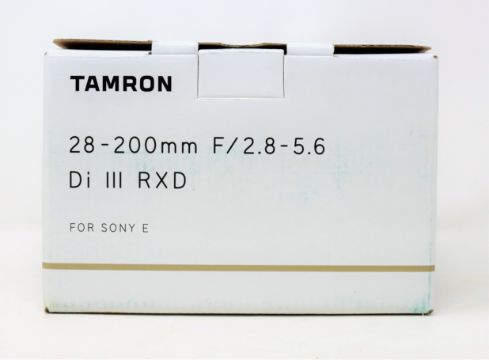 TAMRON
28-200mm F/2.8-5.6
Di III RXD
FOR SONY E